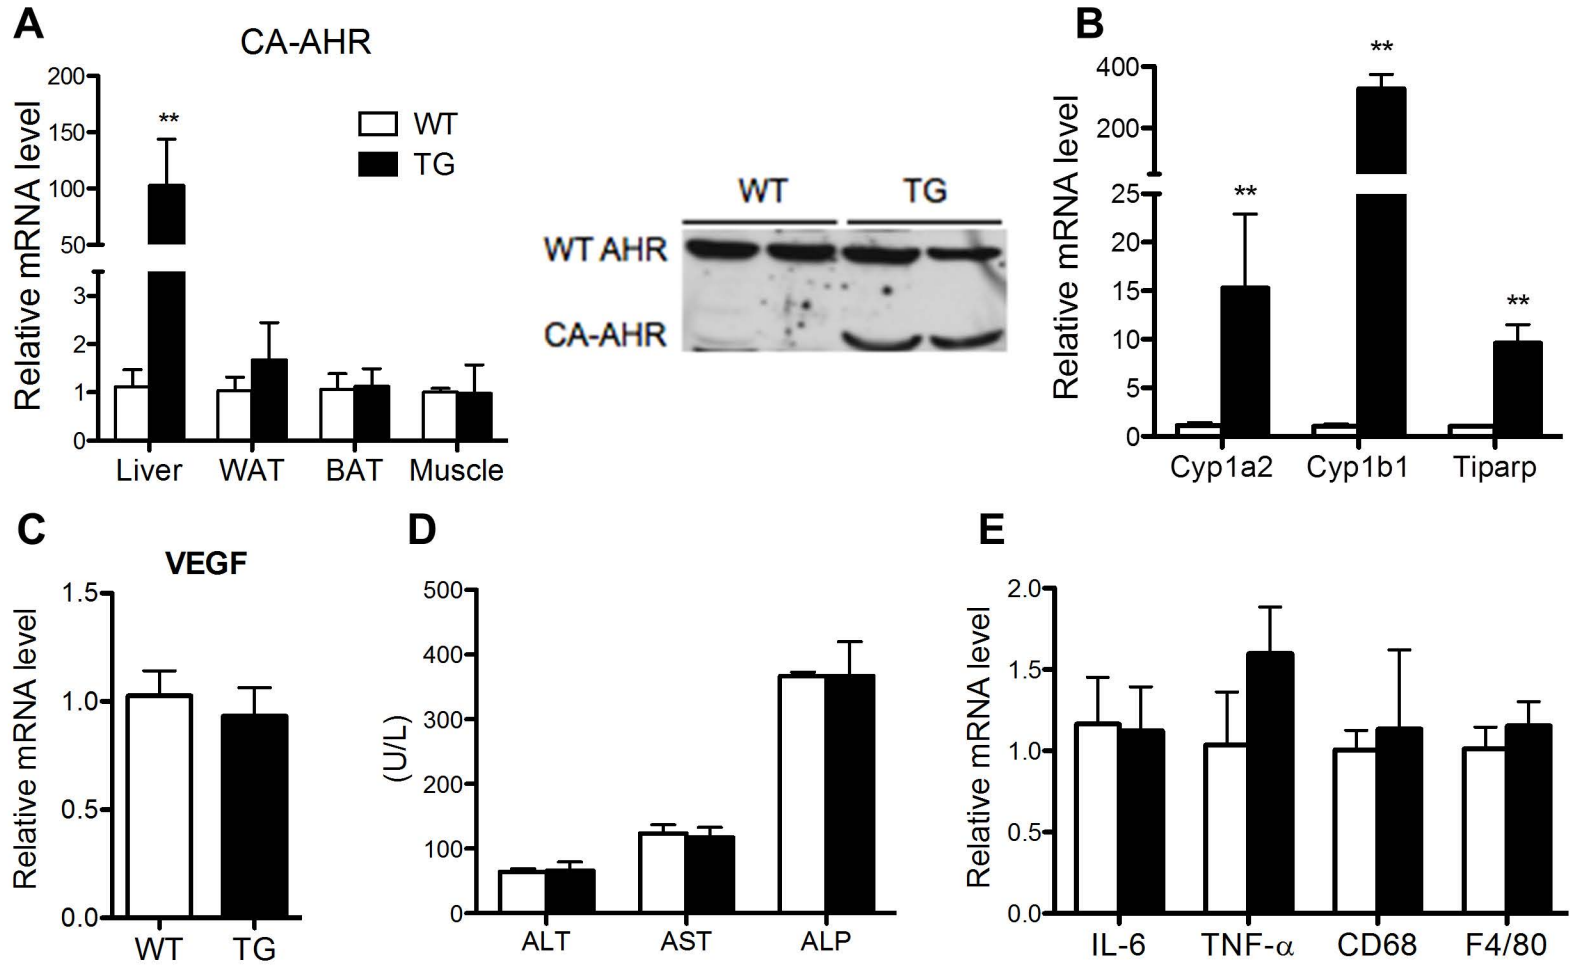 A
CA-AHR
Relative mRNA level
200
150
100
50
3
2
1
0
**
WT
TG
Liver WAT BAT Muscle
WT TG
WT AHR
CA-AHR
B
Relative mRNA level
400
200
25
20
15
10
5
0
**
**
**
Cyp1a2 Cyp1b1 Tiparp
C
VEGF
Relative mRNA level
1.5
1.0
0.5
0.0
WT TG
D
(U/L)
500
400
300
200
100
0
ALT AST ALP
E
Relative mRNA level
2.0
1.5
1.0
0.5
0.0
IL-6 TNF-α CD68 F4/80